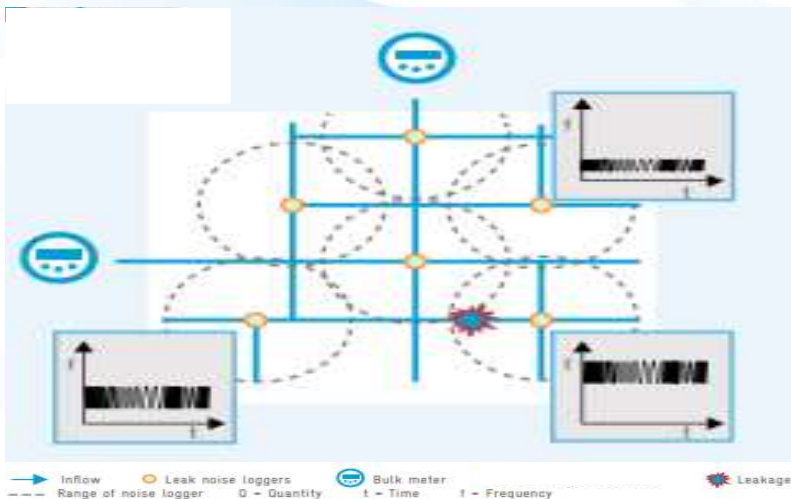 f
t
f
t
f
t
Inflow Leak noise loggers Bulk meter Leakage
Range of noise logger Q - Quantity t - Time f - Frequency